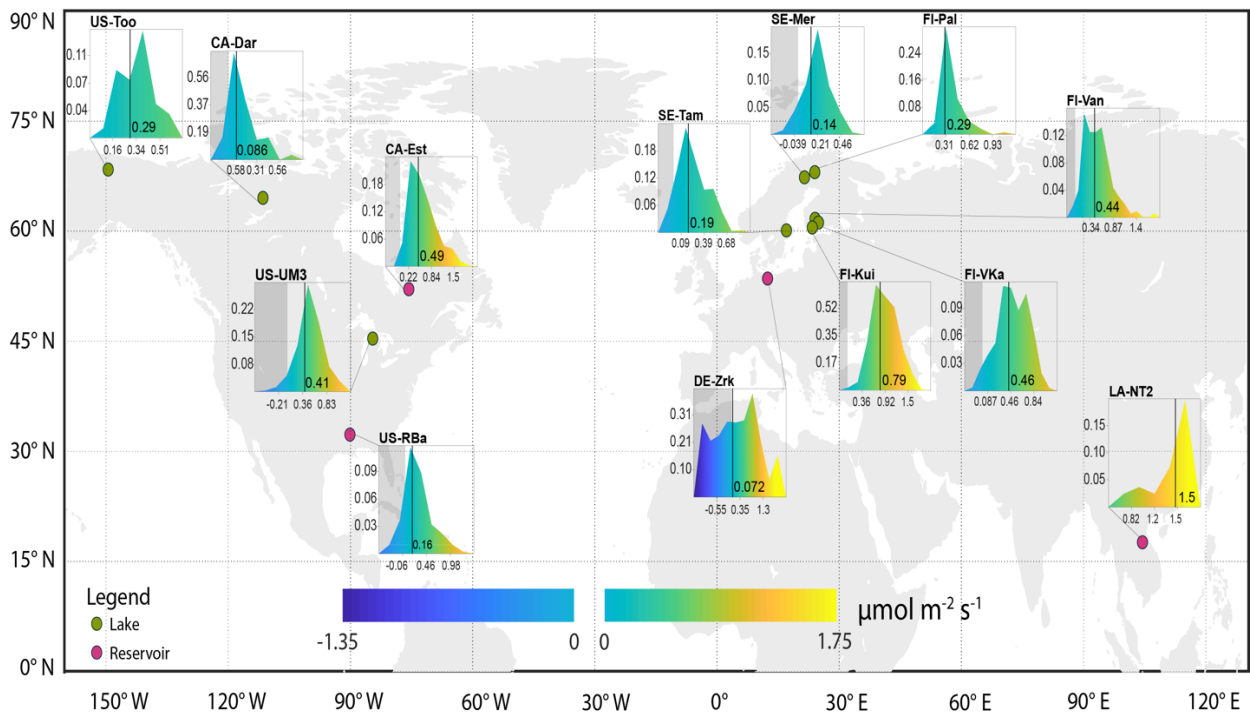 90° N
75° N
60° N
45° N
30° N
15° N
0° N
US-Too
0.11
0.07
0.04
0.29
0.16 0.34 0.51
CA-Dar
0.56
0.37
0.19
0.086
0.58 0.31 0.56
CA-Est
0.18
0.12
0.06
0.49
0.22 0.84 1.5
US-UM3
0.22
0.15
0.08
0.41
-0.21 0.36 0.83
US-RBa
0.09
0.06
0.03
0.16
-0.06 0.46 0.98
SE-Mer
0.15
0.10
0.05
0.14
-0.039 0.21 0.46
FI-Pal
0.24
0.16
0.08
0.29
0.31 0.62 0.93
SE-Tam
0.18
0.12
0.06
0.19
0.09 0.39 0.68
FI-Van
0.12
0.08
0.04
0.44
0.34 0.87 1.4
FI-Kui
0.52
0.35
0.17
0.79
0.36 0.92 1.5
FI-VKa
0.09
0.06
0.03
0.46
0.087 0.46 0.84
DE-Zrk
0.31
0.21
0.10
0.072
-0.55 0.35 1.3
LA-NT2
0.15
0.10
0.05
1.5
0.82 1.2 1.5
Legend
Lake
Reservoir
-1.35 0 0 1.75
μmol m⁻² s⁻¹
150° W 120° W 90° W 60° W 30° W 0° 30° E 60° E 90° E 120° E